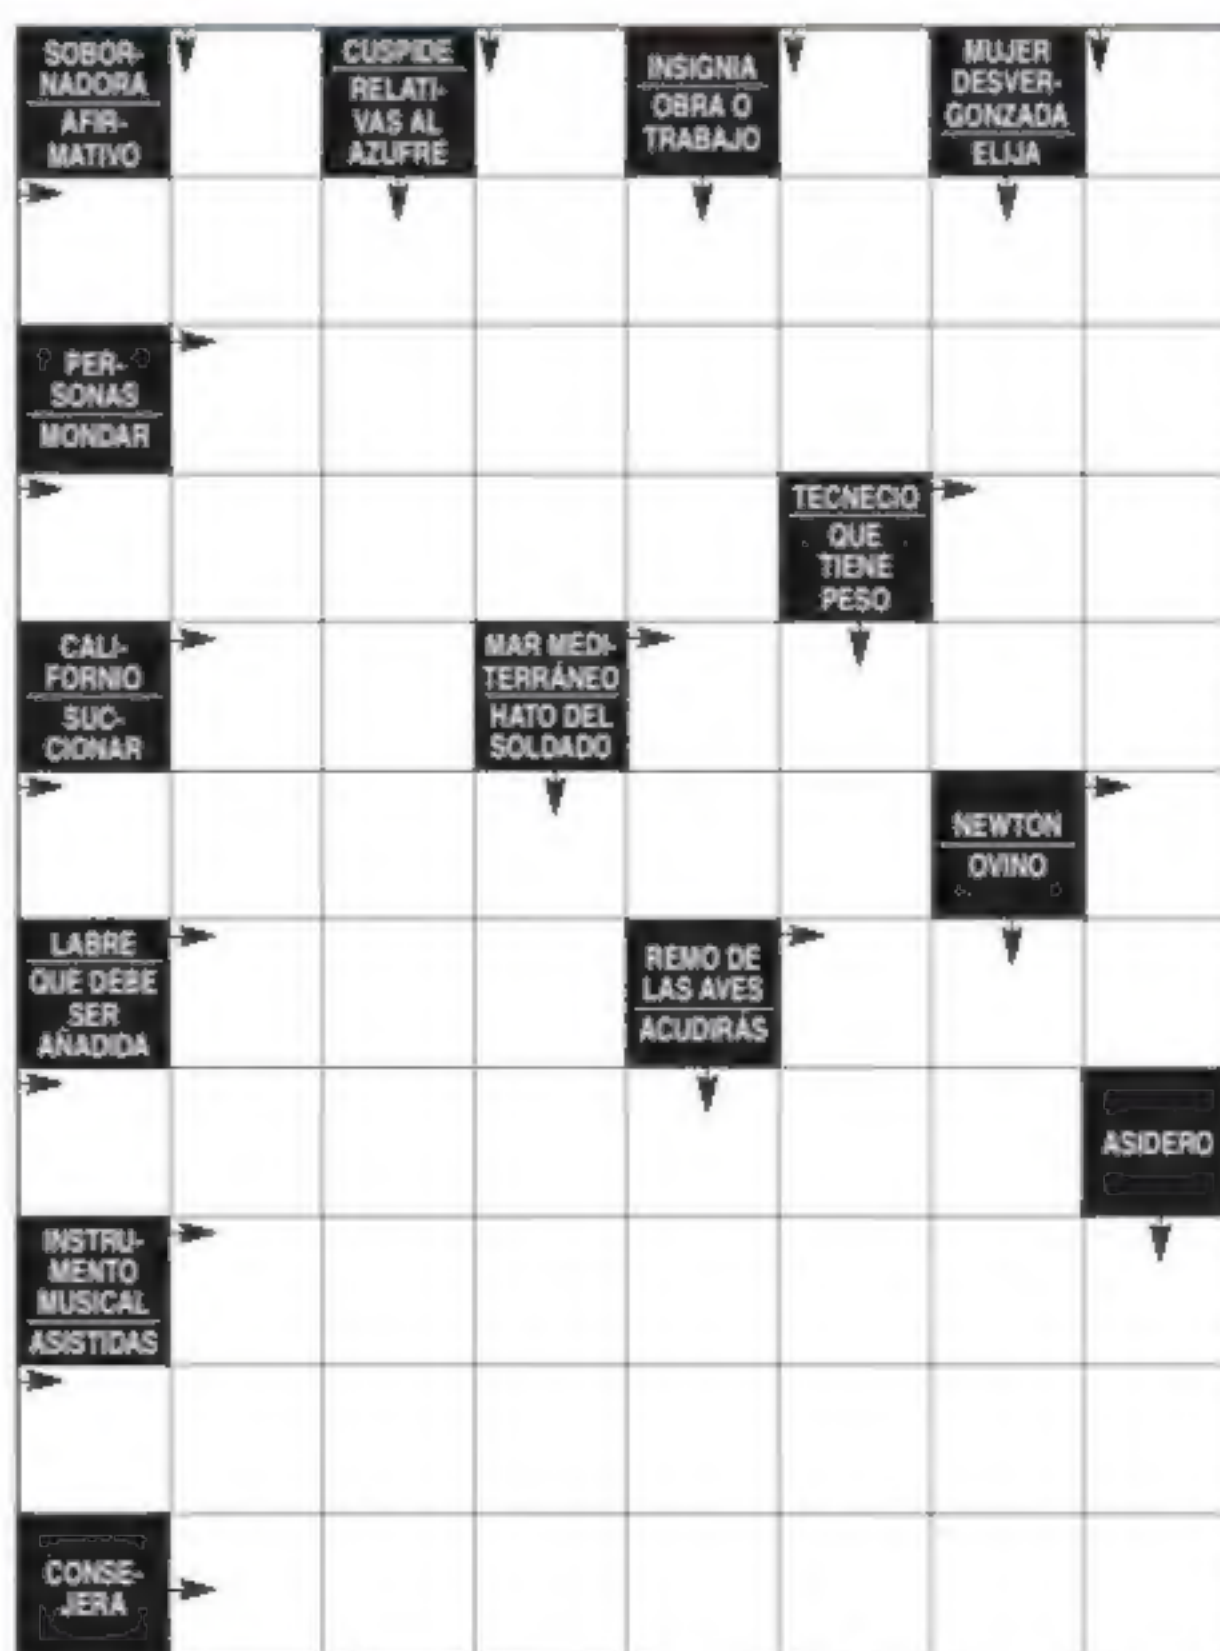 SOBOR-
NADORA
AFIR-
MATIVO
CUSPIDE
RELATI-
VAS AL
AZUFRE
INSIGNIA
OBRA O
TRABAJO
MUJER
DESVER-
GONZADA
ELIJA
PER-
SONAS
MONDAR
TECNECIO
QUE
TIENE
PESO
CALI-
FORNIO
SUC-
CIONAR
MAR MEDI-
TERRÁNEO
HATO DEL
SOLDADO
NEWTON
OVINO
LABRE
QUE DEBE
SER
AÑADIDA
REMO DE
LAS AVES
ACUDIRÁS
ASIDERO
INSTRU-
MENTO
MUSICAL
ASISTIDAS
CONSE-
JERA